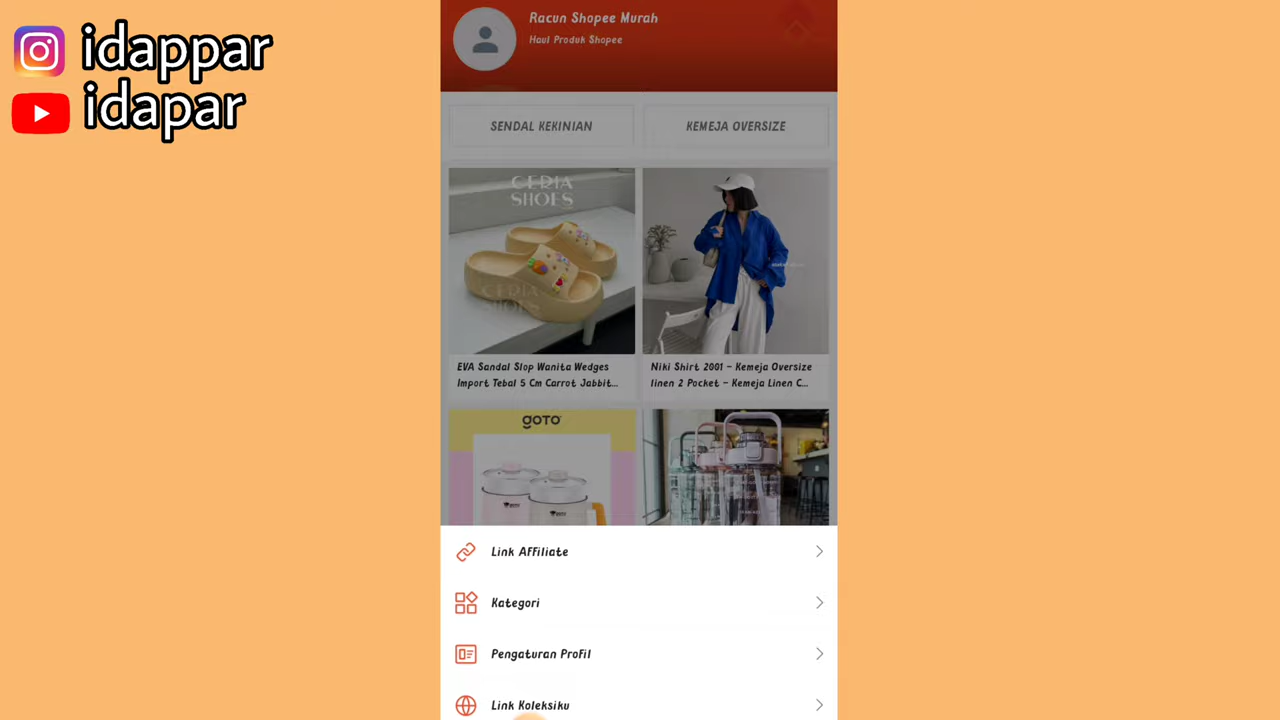 idappar
idapar
Racun Shopee Murah
Haul Produk Shopee
SENDAL KEKINIAN
KEMEJA OVERSIZE
CERIA
SHOES
CERIA
SHOES
EVA Sandal Slop Wanita Wedges
Import Tebal 5 Cm Carrot Jabbit...
Niki Shirt 2001 - Kemeja Oversize
linen 2 Pocket - Kemeja Linen C...
goto
Link Affiliate
Kategori
Pengaturan Profil
Link Koleksiku